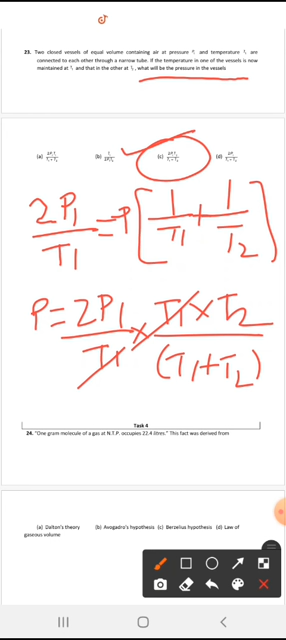 23. Two closed vessels of equal volume containing air at pressure P₁ and temperature T₁ are
connected to each other through a narrow tube. If the temperature in one of the vessels is now
maintained at T₁ and that in the other at T₂, what will be the pressure in the vessels
(a) (b) (c) (d)
2P₁/T₁ = P[1/T₁ + 1/T₂]
P = 2P₁/T₁ × T₁ × T₂/(T₁ + T₂)
Task 4
24. "One gram molecule of a gas at N.T.P. occupies 22.4 litres." This fact was derived from
(a) Dalton's theory (b) Avogadro's hypothesis (c) Berzelius hypothesis (d) Law of
gaseous volume